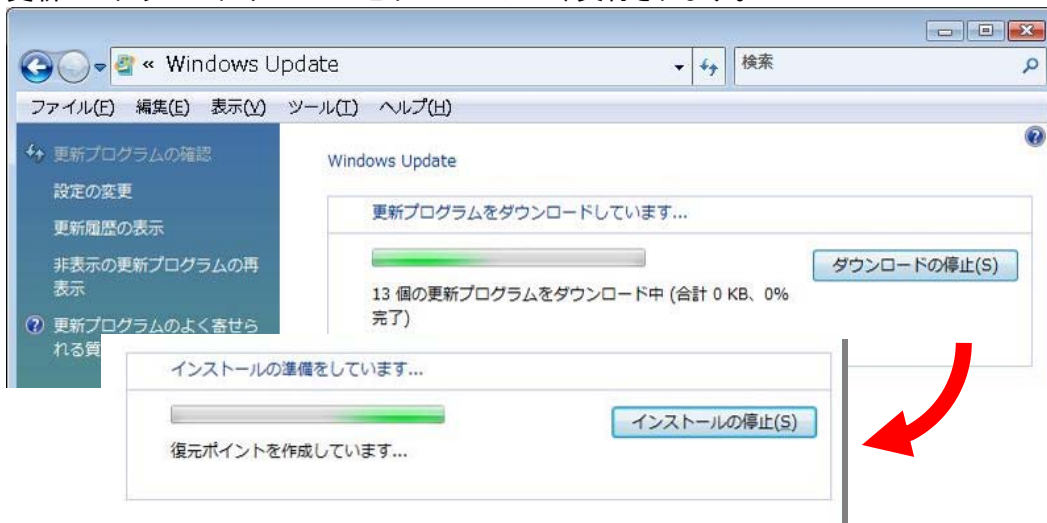 « Windows Update
検索
ファイル(F) 編集(E) 表示(V) ツール(T) ヘルプ(H)
更新プログラムの確認
設定の変更
更新履歴の表示
非表示の更新プログラムの再
表示
更新プログラムのよく寄せら
れる質
Windows Update
更新プログラムをダウンロードしています...
ダウンロードの停止(S)
13 個の更新プログラムをダウンロード中 (合計 0 KB、0%
完了)
インストールの準備をしています...
インストールの停止(S)
復元ポイントを作成しています...